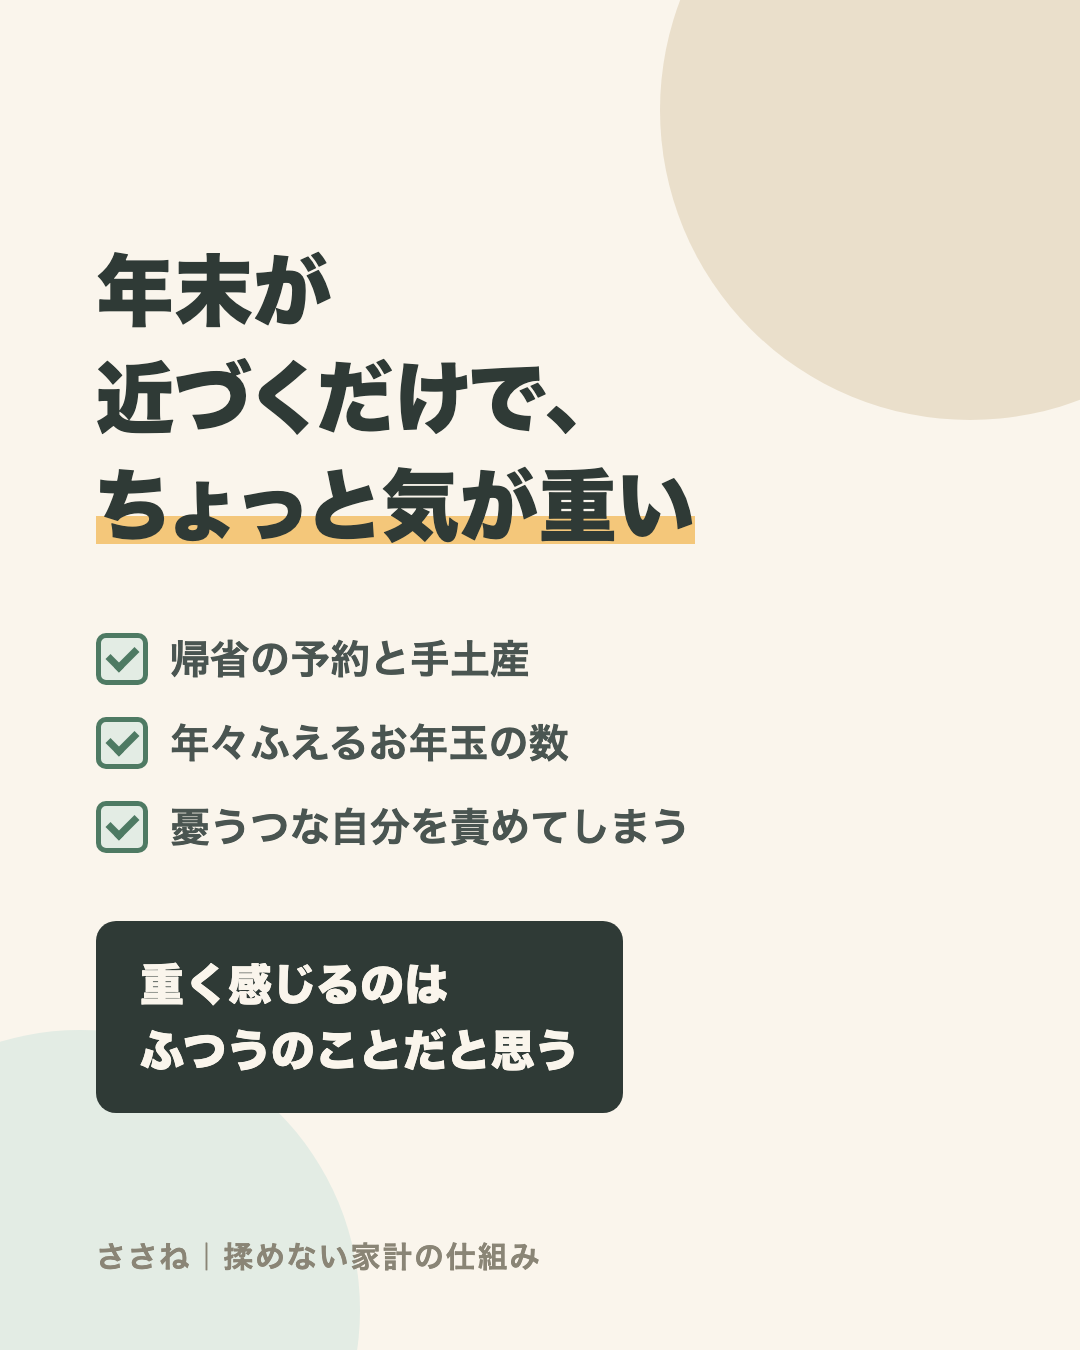 年末が
近づくだけで、
ちょっと気が重い
帰省の予約と手土産
年々ふえるお年玉の数
憂うつな自分を責めてしまう
重く感じるのは
ふつうのことだと思う
ささね｜揉めない家計の仕組み